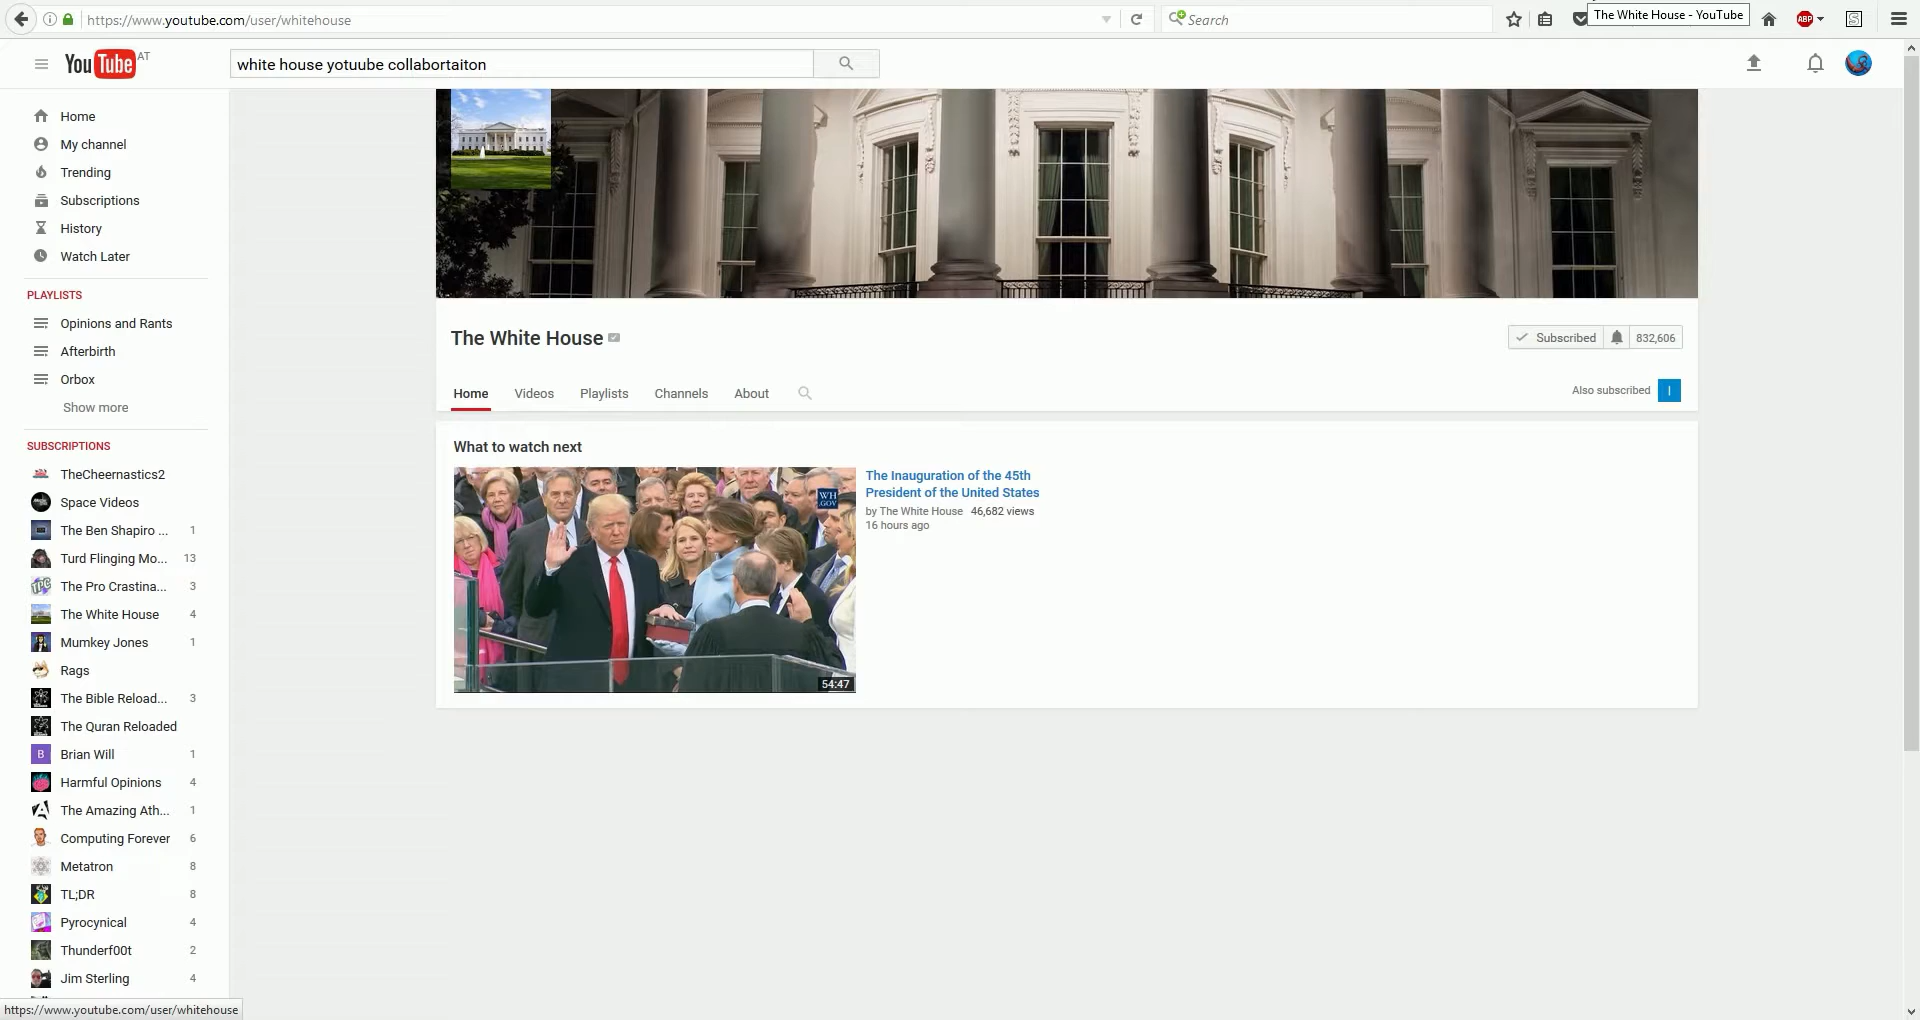 https://www.youtube.com/user/whitehouse
Search
The White House - YouTube
ABP
YouTube AT
white house yotuube collabortaiton
Home
My channel
Trending
Subscriptions
History
Watch Later
PLAYLISTS
Opinions and Rants
Afterbirth
Orbox
Show more
SUBSCRIPTIONS
TheCheernastics2
Space Videos
The Ben Shapiro ... 1
Turd Flinging Mo... 13
The Pro Crastina... 3
The White House 4
Mumkey Jones 1
Rags
The Bible Reload... 3
The Quran Reloaded
B Brian Will 1
Harmful Opinions 4
The Amazing Ath... 1
Computing Forever 6
Metatron 8
TL;DR 8
Pyrocynical 4
Thunderf00t 2
Jim Sterling 4
https://www.youtube.com/user/whitehouse
The White House
Subscribed 832,606
Home Videos Playlists Channels About
Also subscribed I
What to watch next
WH.GOV
54:47
The Inauguration of the 45th
President of the United States
by The White House 46,682 views
16 hours ago